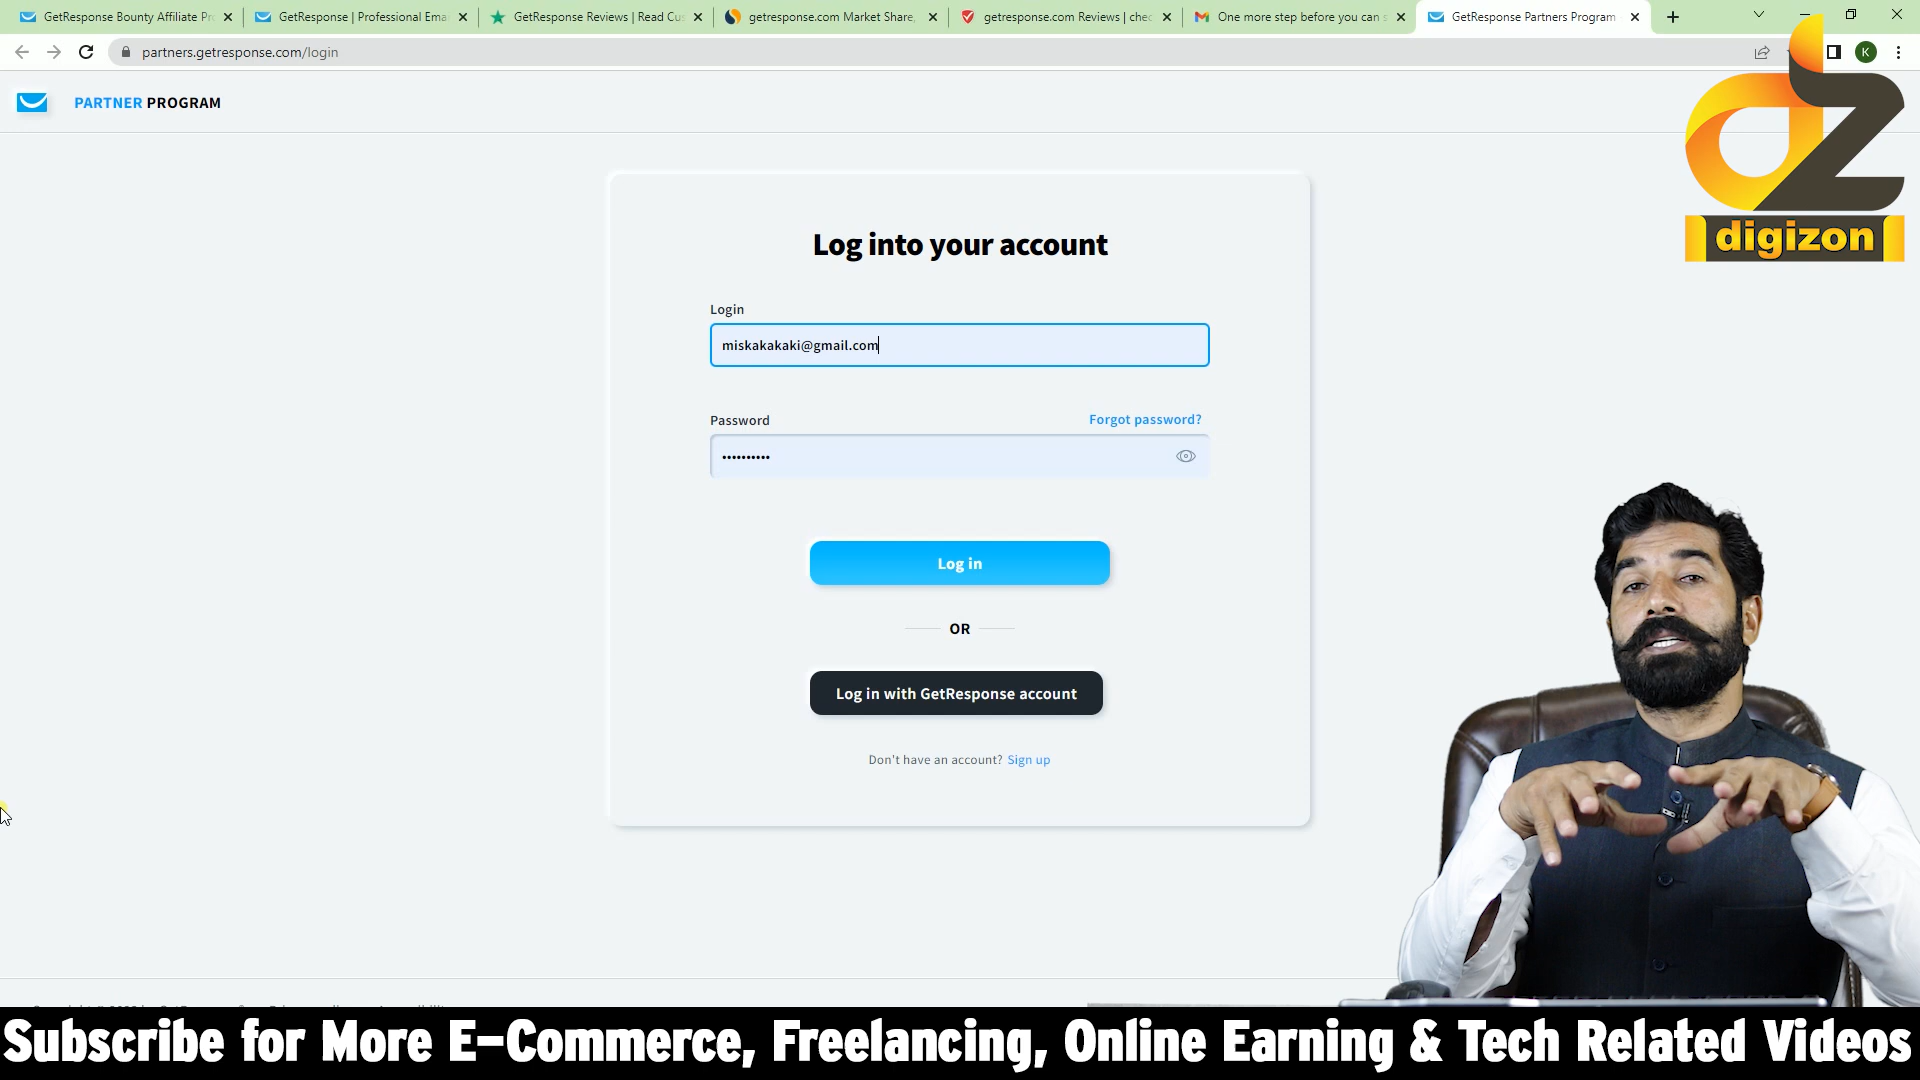 GetResponse Bounty Affiliate Pr
GetResponse | Professional Ema
GetResponse Reviews | Read Cu
getresponse.com Market Share,
getresponse.com Reviews | chec
One more step before you can s
GetResponse Partners Program
partners.getresponse.com/login
K
PARTNER PROGRAM
dz
digizon
Log into your account
Login
miskakakaki@gmail.com
Password
Forgot password?
••••••••••
Log in
OR
Log in with GetResponse account
Don't have an account? Sign up
Subscribe for More E-Commerce, Freelancing, Online Earning & Tech Related Videos